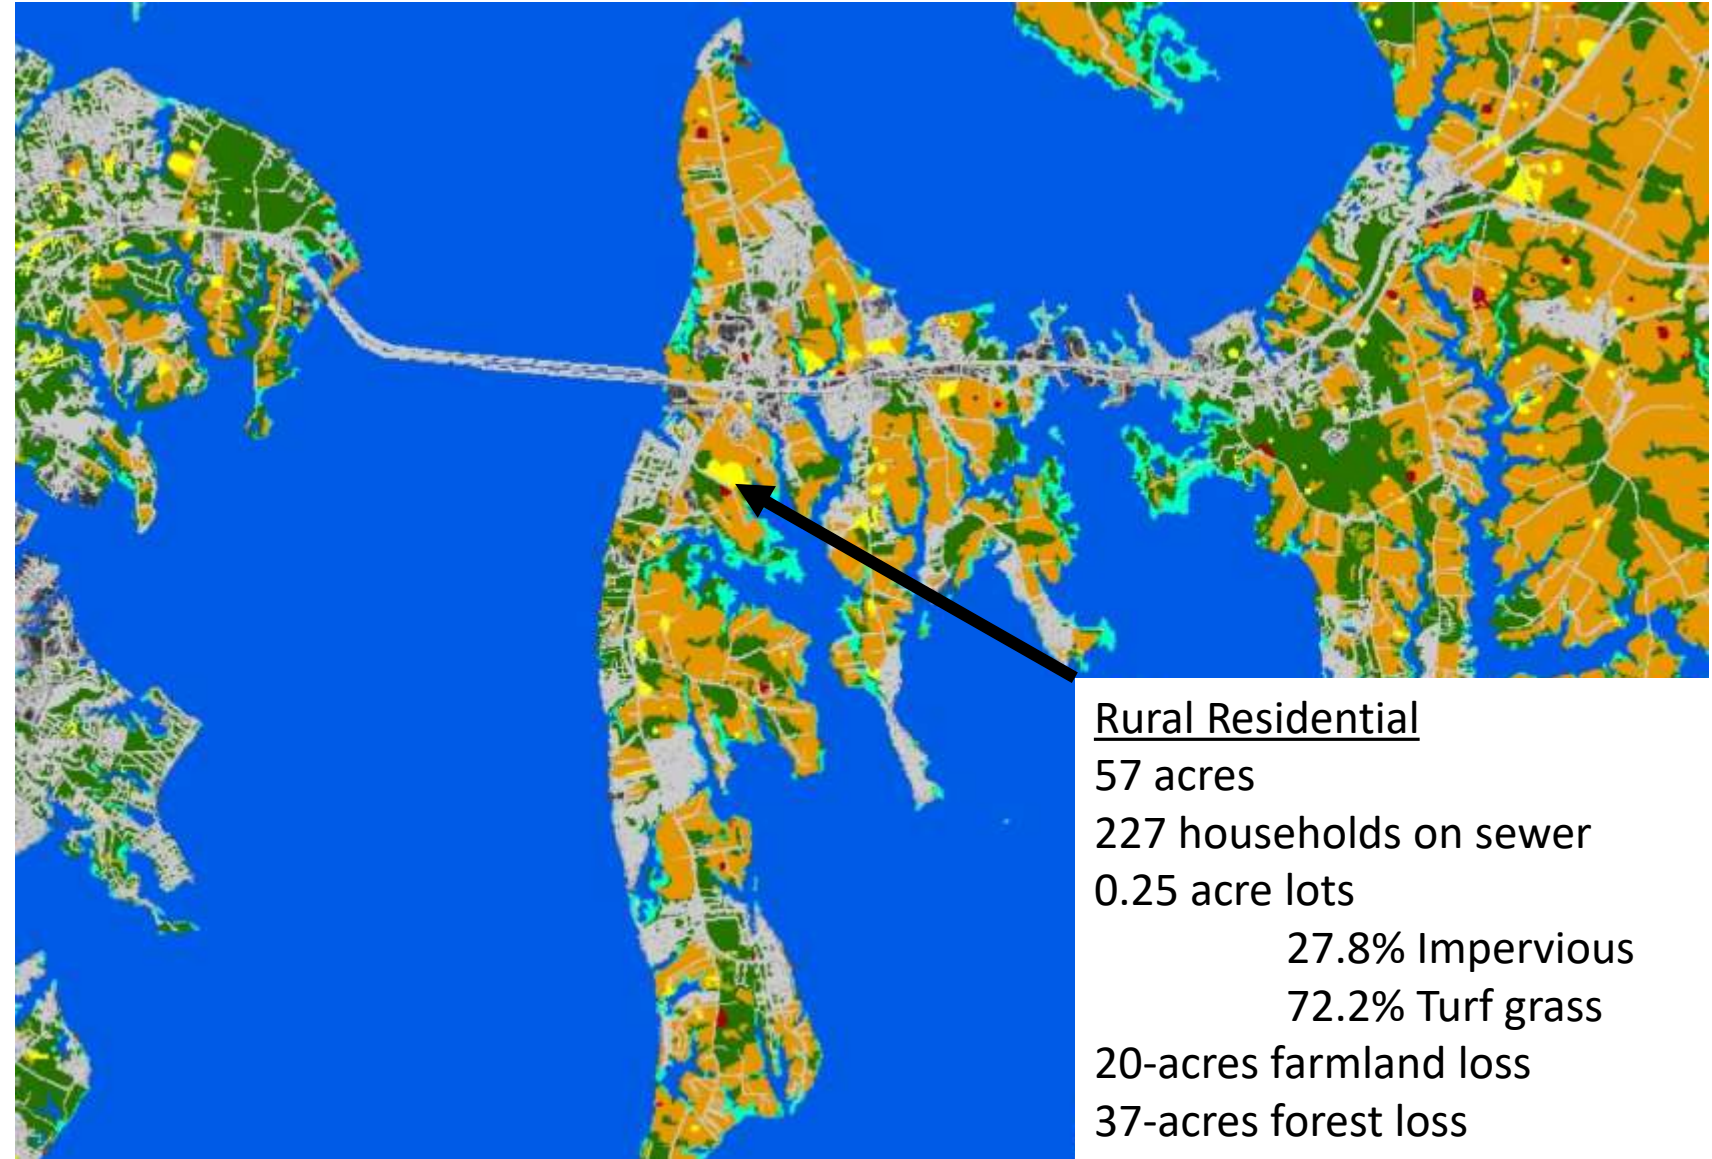 Rural Residential
57 acres
227 households on sewer
0.25 acre lots
27.8% Impervious
72.2% Turf grass
20-acres farmland loss
37-acres forest loss